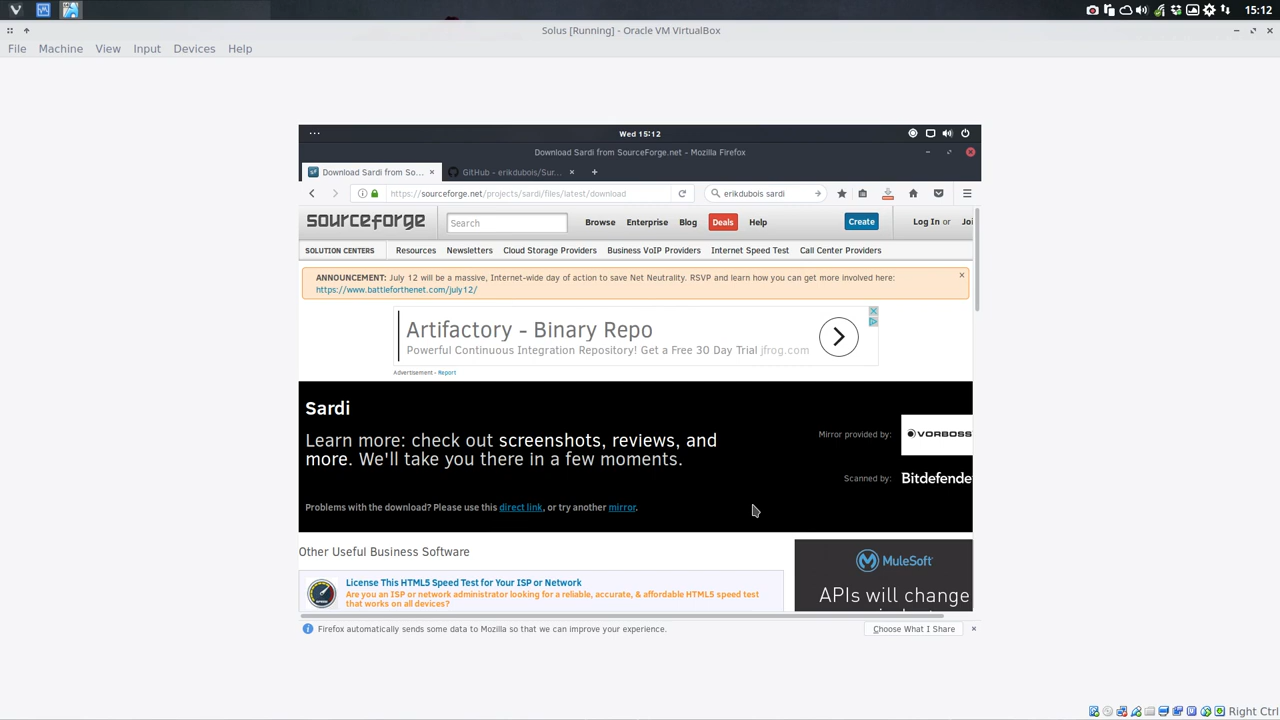 15:12
Solus [Running] - Oracle VM VirtualBox
File Machine View Input Devices Help
Wed 15:12
Download Sardi from SourceForge.net - Mozilla Firefox
Download Sardi from So...
GitHub - erikdubois/Sur...
https://sourceforge.net/projects/sardi/files/latest/download
erikdubois sardi
sourceforge
Search
Browse Enterprise Blog Deals Help
Create
Log In or Joi
SOLUTION CENTERS Resources Newsletters Cloud Storage Providers Business VoIP Providers Internet Speed Test Call Center Providers
ANNOUNCEMENT: July 12 will be a massive, Internet-wide day of action to save Net Neutrality. RSVP and learn how you can get more involved here:
https://www.battleforthenet.com/july12/
Artifactory - Binary Repo
Powerful Continuous Integration Repository! Get a Free 30 Day Trial jfrog.com
Advertisement - Report
Sardi
Learn more: check out screenshots, reviews, and
more. We'll take you there in a few moments.
Mirror provided by: VORBOSS
Scanned by: Bitdefende
Problems with the download? Please use this direct link, or try another mirror.
Other Useful Business Software
License This HTML5 Speed Test for Your ISP or Network
Are you an ISP or network administrator looking for a reliable, accurate, & affordable HTML5 speed test
that works on all devices?
MuleSoft
APIs will change
Firefox automatically sends some data to Mozilla so that we can improve your experience.
Choose What I Share
Right Ctrl